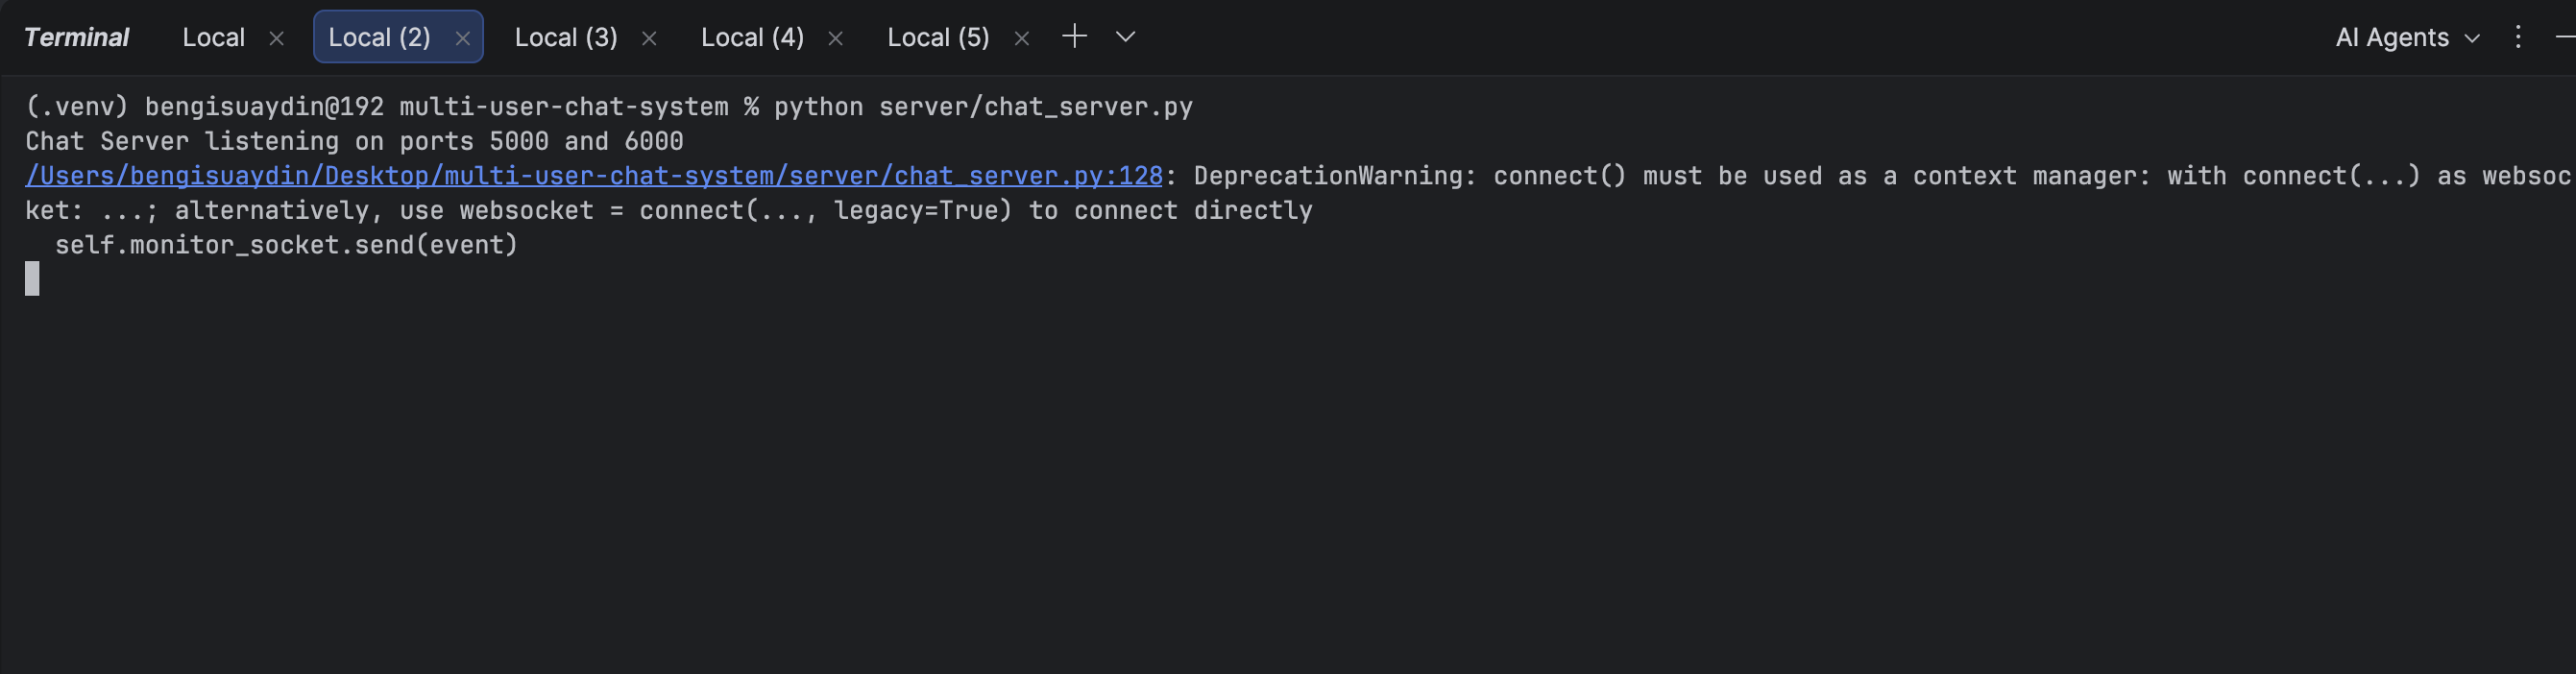 Terminal Local Local (2) Local (3) Local (4) Local (5) AI Agents
(.venv) bengisuaydin@192 multi-user-chat-system % python server/chat_server.py
Chat Server listening on ports 5000 and 6000
/Users/bengisuaydin/Desktop/multi-user-chat-system/server/chat_server.py:128: DeprecationWarning: connect() must be used as a context manager: with connect(...) as websoc
ket: ...; alternatively, use websocket = connect(..., legacy=True) to connect directly
  self.monitor_socket.send(event)